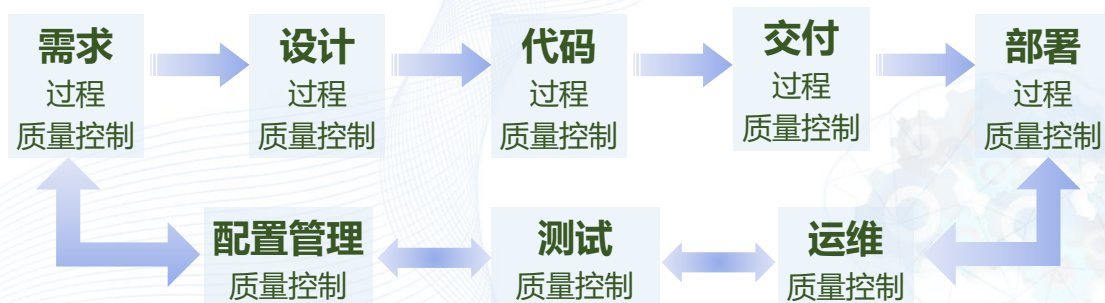 需求
过程
质量控制
设计
过程
质量控制
代码
过程
质量控制
交付
过程
质量控制
部署
过程
质量控制
配置管理
质量控制
测试
质量控制
运维
质量控制